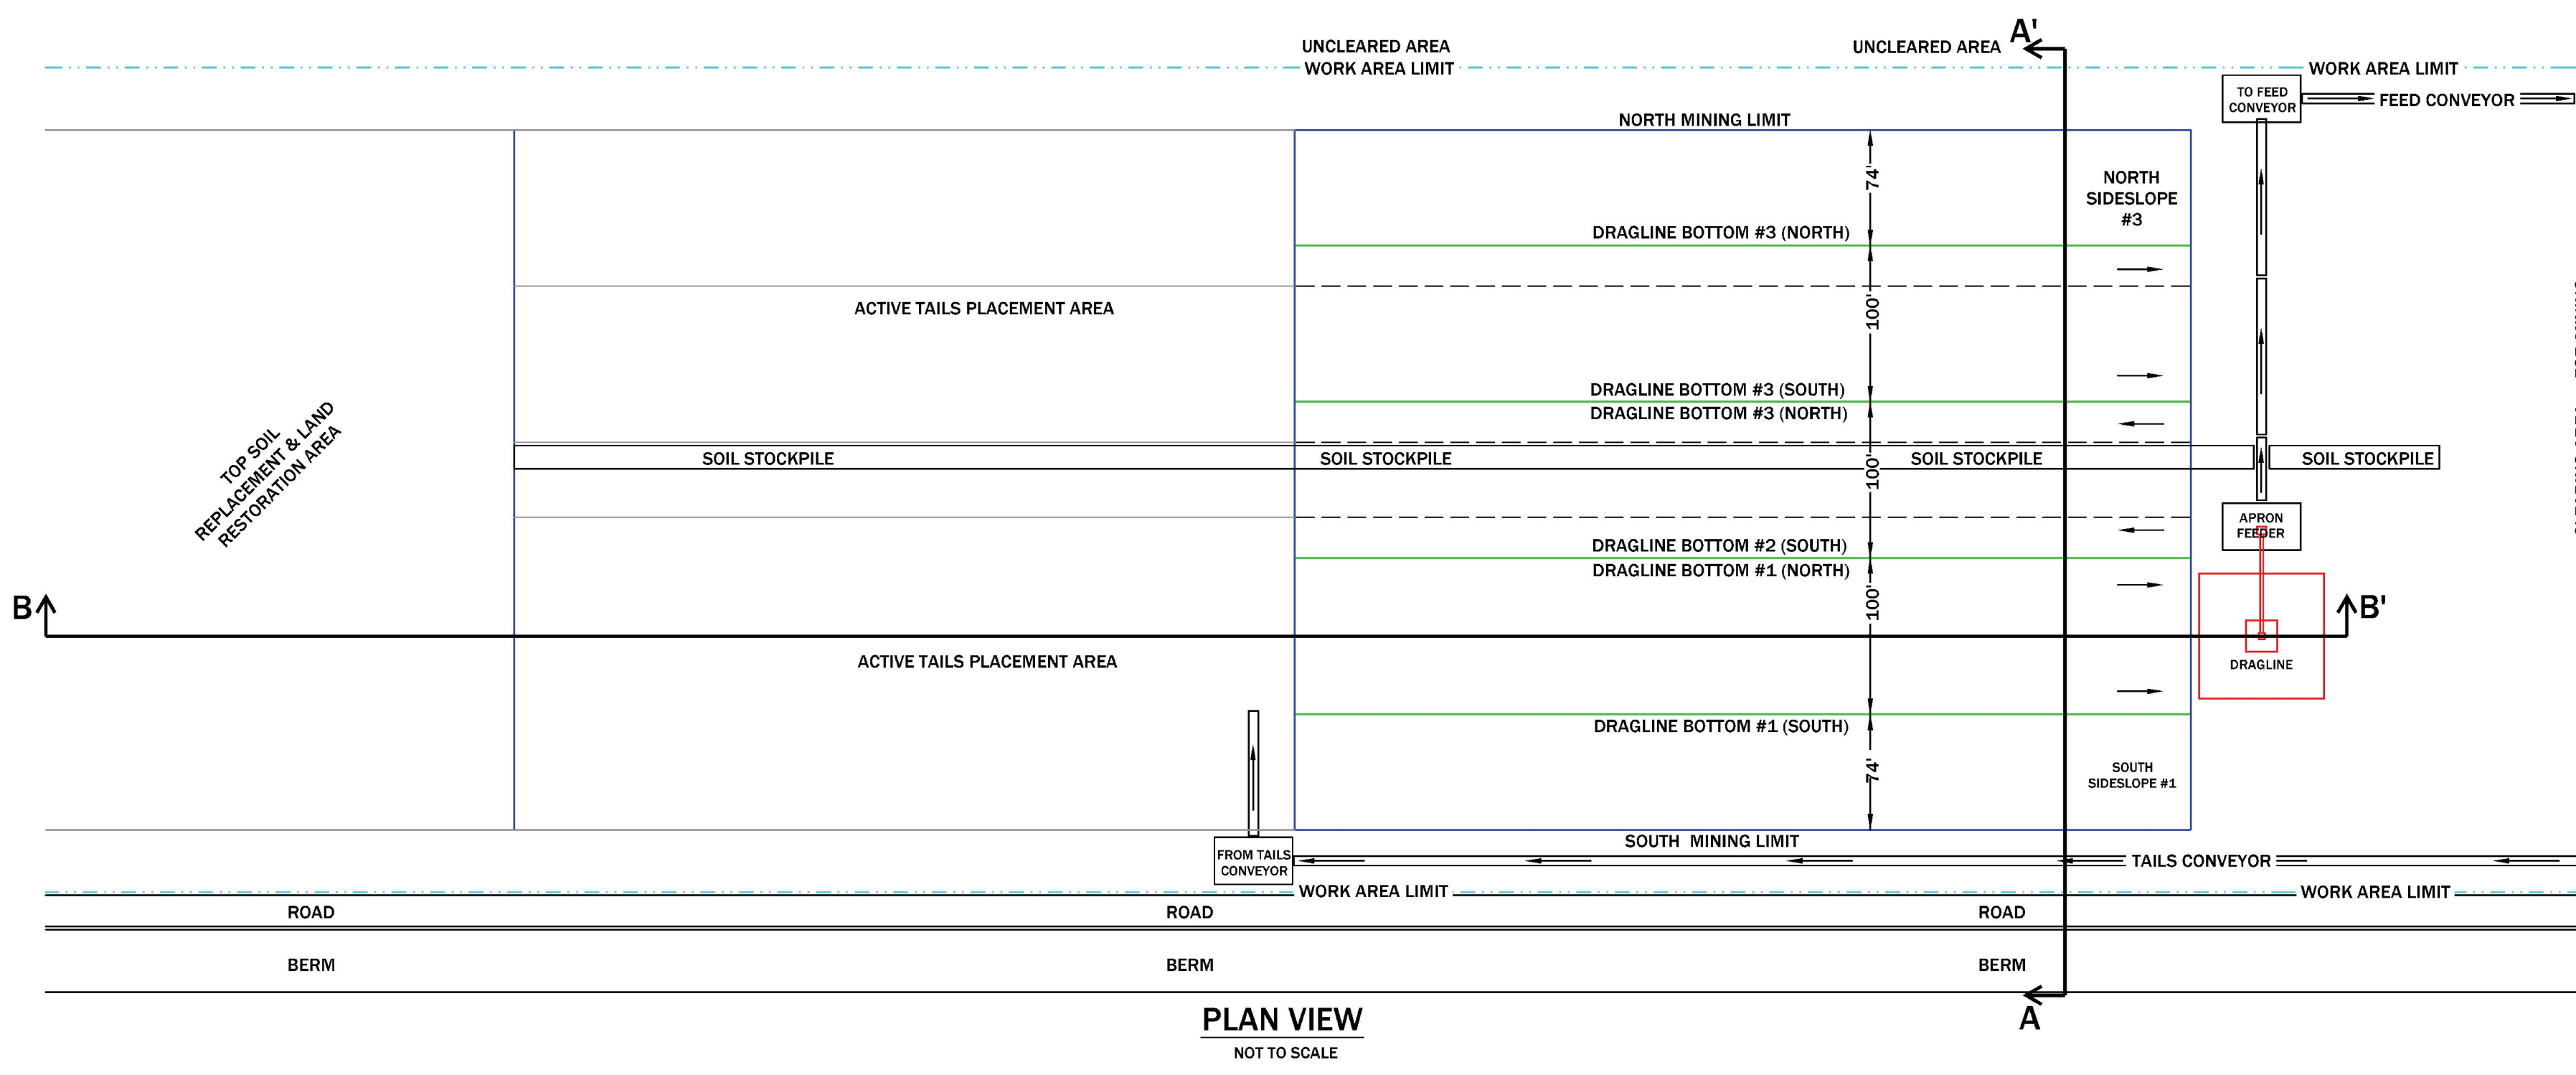 A'
UNCLEARED AREA
UNCLEARED AREA
WORK AREA LIMIT
WORK AREA LIMIT
TO FEED
CONVEYOR
FEED CONVEYOR
NORTH MINING LIMIT
74'
NORTH
SIDESLOPE
#3
DRAGLINE BOTTOM #3 (NORTH)
ACTIVE TAILS PLACEMENT AREA
100'
DRAGLINE BOTTOM #3 (SOUTH)
DRAGLINE BOTTOM #3 (NORTH)
TOP SOIL
REPLACEMENT & LAND
RESTORATION AREA
SOIL STOCKPILE
SOIL STOCKPILE
100'
SOIL STOCKPILE
SOIL STOCKPILE
APRON
FEEDER
DRAGLINE BOTTOM #2 (SOUTH)
DRAGLINE BOTTOM #1 (NORTH)
100'
B
B'
ACTIVE TAILS PLACEMENT AREA
DRAGLINE
DRAGLINE BOTTOM #1 (SOUTH)
74'
SOUTH
SIDESLOPE #1
SOUTH MINING LIMIT
FROM TAILS
CONVEYOR
TAILS CONVEYOR
WORK AREA LIMIT
WORK AREA LIMIT
ROAD
ROAD
ROAD
BERM
BERM
BERM
A
PLAN VIEW
NOT TO SCALE